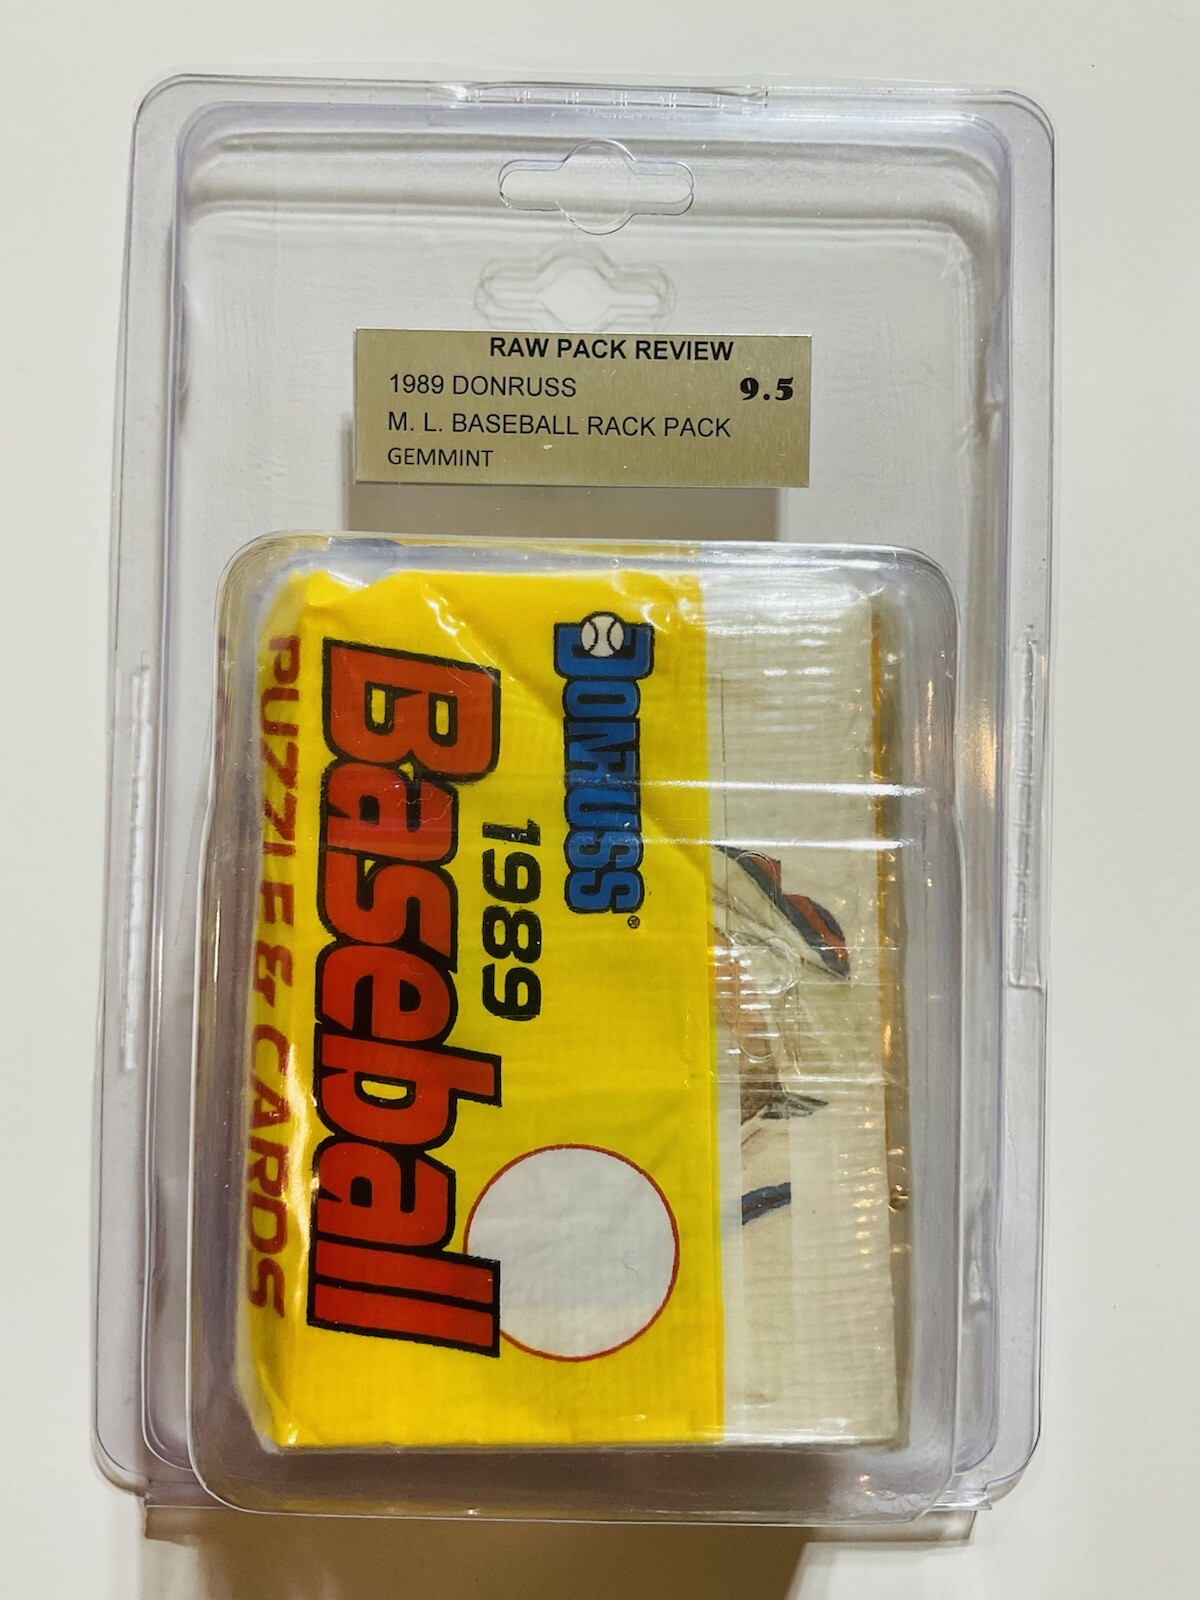 RAW PACK REVIEW
1989 DONRUSS 9.5
M. L. BASEBALL RACK PACK
GEMMINT
DONRUSS®
1989
Baseball
PUZZLE & CARDS